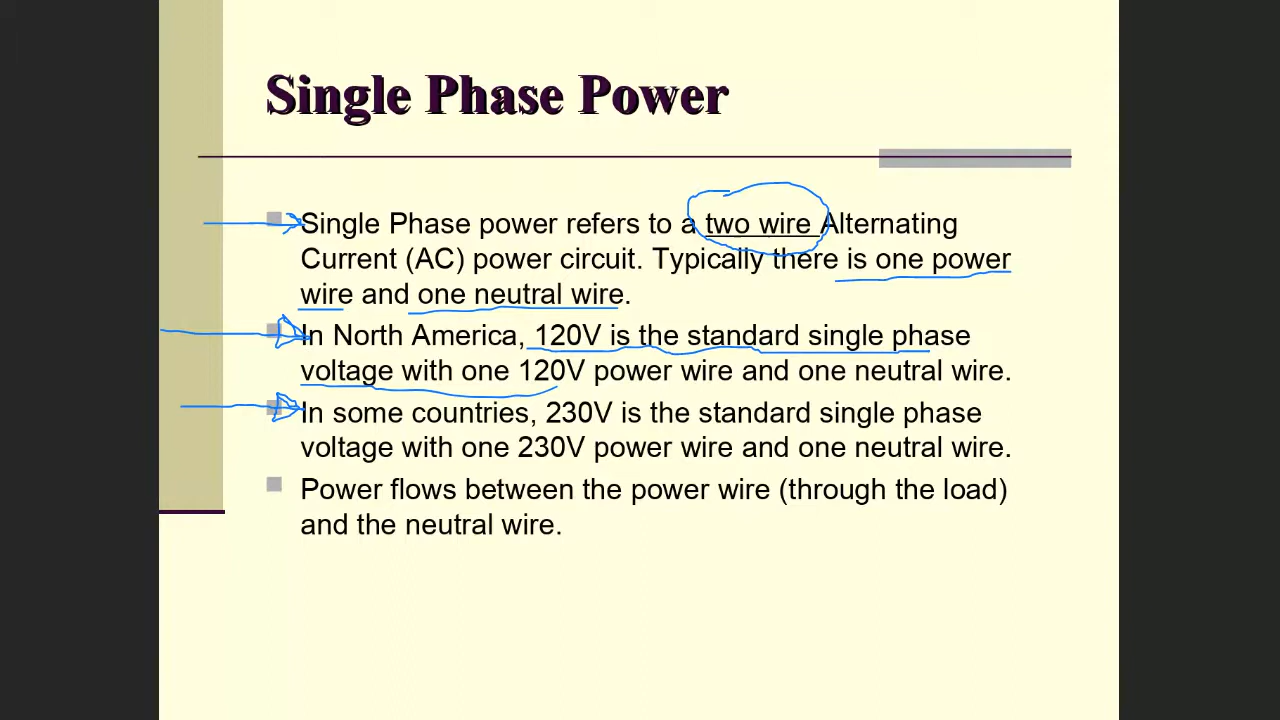 Single Phase Power
Single Phase power refers to a two wire Alternating
Current (AC) power circuit. Typically there is one power
wire and one neutral wire.
In North America, 120V is the standard single phase
voltage with one 120V power wire and one neutral wire.
In some countries, 230V is the standard single phase
voltage with one 230V power wire and one neutral wire.
Power flows between the power wire (through the load)
and the neutral wire.